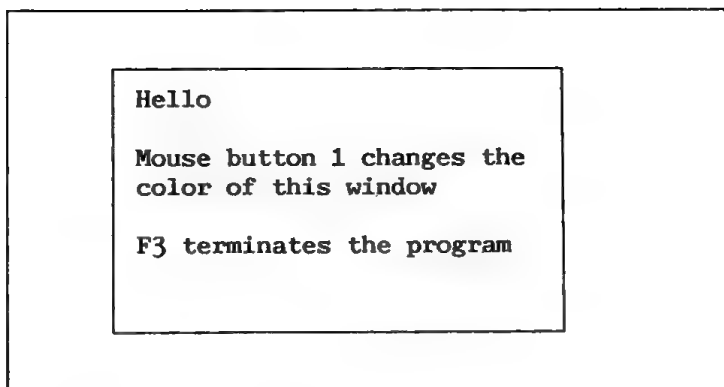 Hello
Mouse button 1 changes the
color of this window
F3 terminates the program